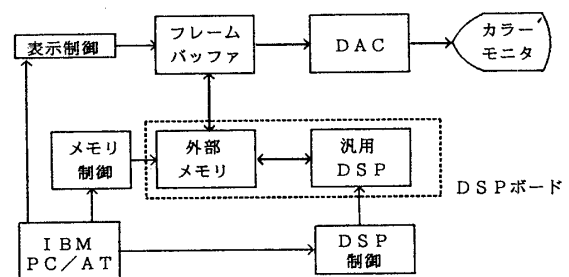 フレーム
バッファ
DAC
カラー
モニタ
表示制御
メモリ
制御
外部
メモリ
汎用
DSP
DSPボード
IBM
PC/AT
DSP
制御